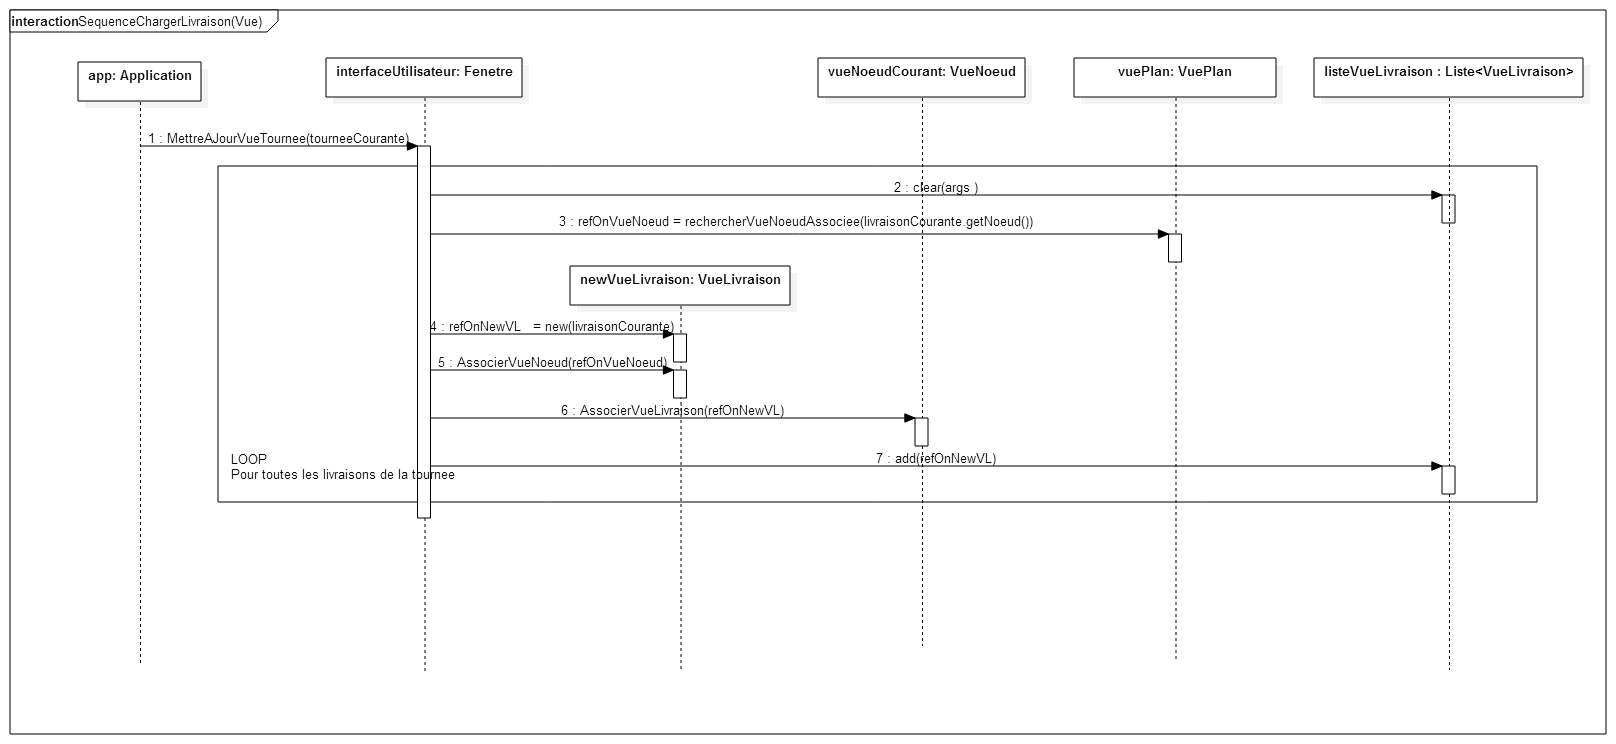 interactionSequenceChargerLivraison(Vue)
app: Application
interfaceUtilisateur: Fenetre
vueNoeudCourant: VueNoeud
vuePlan: VuePlan
listeVueLivraison : Liste<VueLivraison>
1 : MettreAJourVueTournee(tourneeCourante)
2 : clear(args )
3 : refOnVueNoeud = rechercherVueNoeudAssociee(livraisonCourante.getNoeud())
newVueLivraison: VueLivraison
4 : refOnNewVL = new(livraisonCourante)
5 : AssocierVueNoeud(refOnVueNoeud)
6 : AssocierVueLivraison(refOnNewVL)
7 : add(refOnNewVL)
LOOP
Pour toutes les livraisons de la tournee